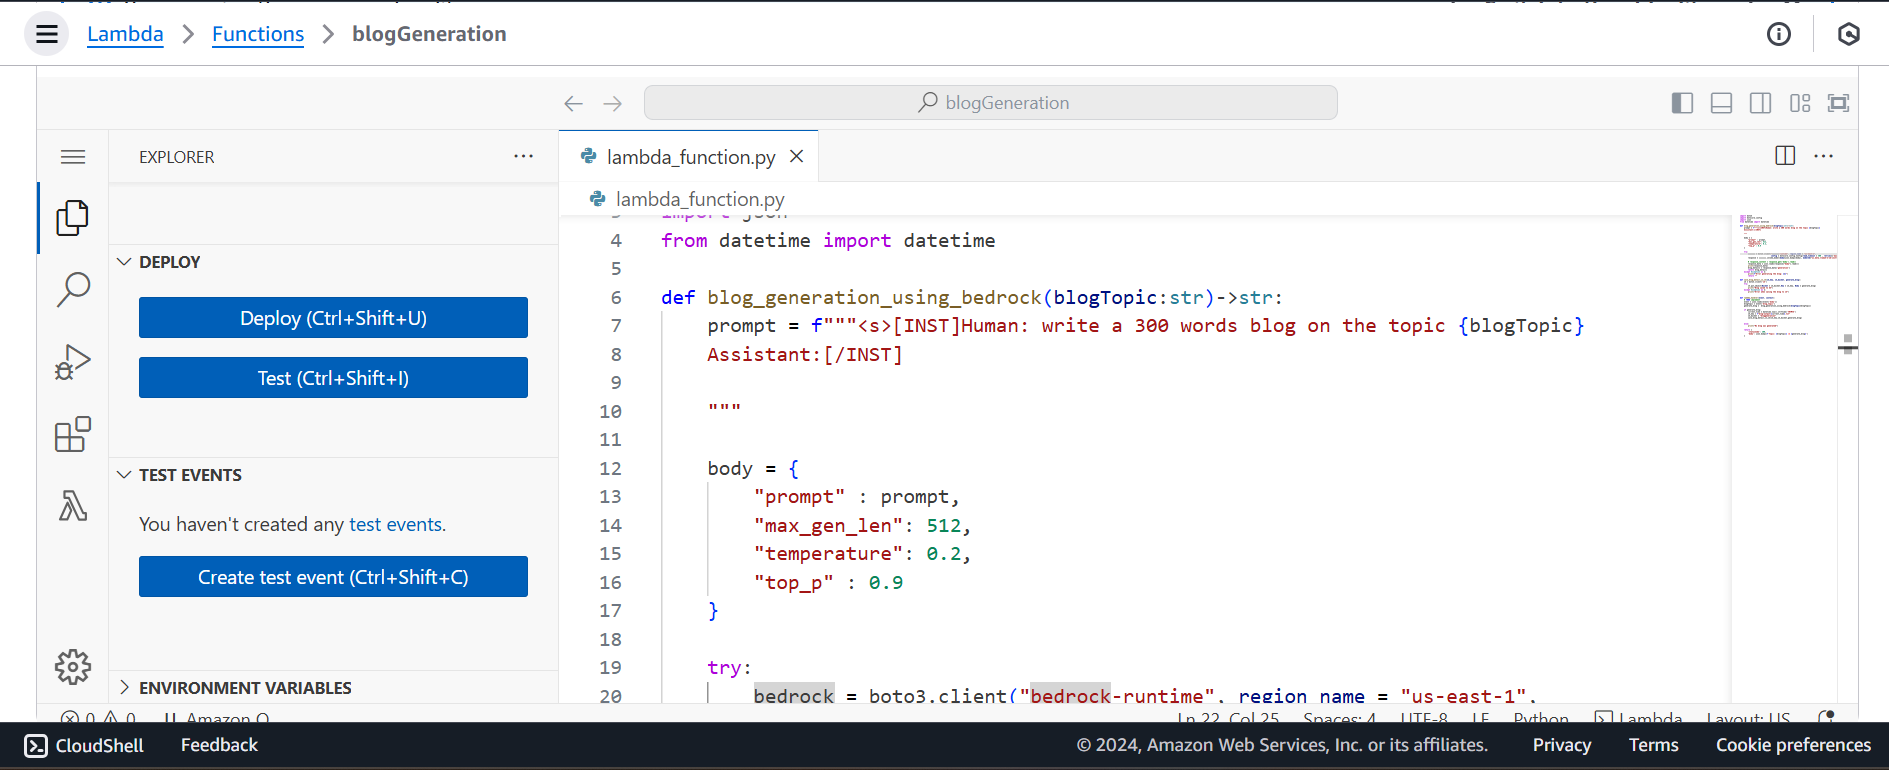 Lambda > Functions > blogGeneration
blogGeneration
EXPLORER
lambda_function.py
lambda_function.py
DEPLOY
Deploy (Ctrl+Shift+U)
Test (Ctrl+Shift+I)
TEST EVENTS
You haven't created any test events.
Create test event (Ctrl+Shift+C)
ENVIRONMENT VARIABLES
3 import json
4 from datetime import datetime
5
6 def blog_generation_using_bedrock(blogTopic:str)->str:
7 prompt = f"""<s>[INST]Human: write a 300 words blog on the topic {blogTopic}
8 Assistant:[/INST]
9
10 """
11
12 body = {
13 "prompt" : prompt,
14 "max_gen_len": 512,
15 "temperature": 0.2,
16 "top_p" : 0.9
17 }
18
19 try:
20 bedrock = boto3.client("bedrock-runtime", region_name = "us-east-1",
0 0 Amazon Q
Ln 22, Col 25 Spaces: 4 UTF-8 LF Python Lambda Layout: US
CloudShell Feedback
© 2024, Amazon Web Services, Inc. or its affiliates. Privacy Terms Cookie preferences